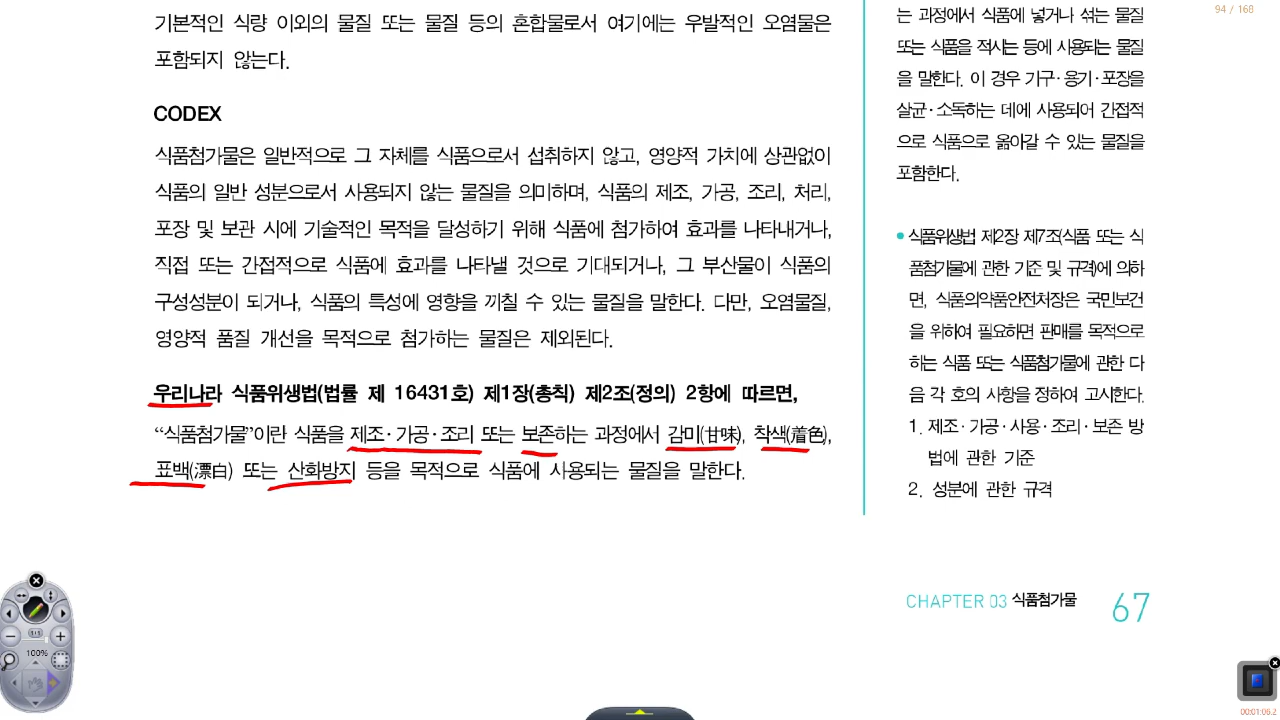 기본적인 식량 이외의 물질 또는 물질 등의 혼합물로서 여기에는 우발적인 오염물은
포함되지 않는다.
CODEX
식품첨가물은 일반적으로 그 자체를 식품으로서 섭취하지 않고, 영양적 가치에 상관없이
식품의 일반 성분으로서 사용되지 않는 물질을 의미하며, 식품의 제조, 가공, 조리, 처리,
포장 및 보관 시에 기술적인 목적을 달성하기 위해 식품에 첨가하여 효과를 나타내거나,
직접 또는 간접적으로 식품에 효과를 나타낼 것으로 기대되거나, 그 부산물이 식품의
구성성분이 되거나, 식품의 특성에 영향을 끼칠 수 있는 물질을 말한다. 다만, 오염물질,
영양적 품질 개선을 목적으로 첨가하는 물질은 제외된다.
우리나라 식품위생법(법률 제 16431호) 제1장(총칙) 제2조(정의) 2항에 따르면,
“식품첨가물”이란 식품을 제조·가공·조리 또는 보존하는 과정에서 감미(甘味), 착색(着色),
표백(漂白) 또는 산화방지 등을 목적으로 식품에 사용되는 물질을 말한다.
는 과정에서 식품에 넣거나 섞는 물질
또는 식품을 적시는 등에 사용되는 물질
을 말한다. 이 경우 기구·용기·포장을
살균·소독하는 데에 사용되어 간접적
으로 식품으로 옮아갈 수 있는 물질을
포함한다.
• 식품위생법 제2장 제7조(식품 또는 식
품첨가물에 관한 기준 및 규격)에 의하
면, 식품의약품안전처장은 국민보건
을 위하여 필요하면 판매를 목적으로
하는 식품 또는 식품첨가물에 관한 다
음 각 호의 사항을 정하여 고시한다.
1. 제조·가공·사용·조리·보존 방
법에 관한 기준
2. 성분에 관한 규격
CHAPTER 03 식품첨가물 67
94 / 168
1:1
100%
00:01:06.2